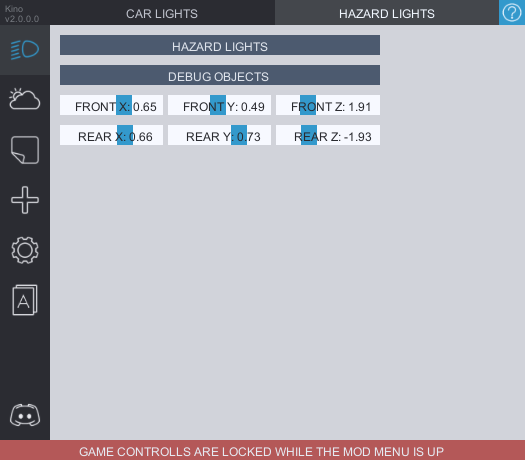 Kino
v2.0.0.0
CAR LIGHTS
HAZARD LIGHTS
?
HAZARD LIGHTS
DEBUG OBJECTS
FRONT X: 0.65
FRONT Y: 0.49
FRONT Z: 1.91
REAR X: 0.66
REAR Y: 0.73
REAR Z: -1.93
A
GAME CONTROLLS ARE LOCKED WHILE THE MOD MENU IS UP